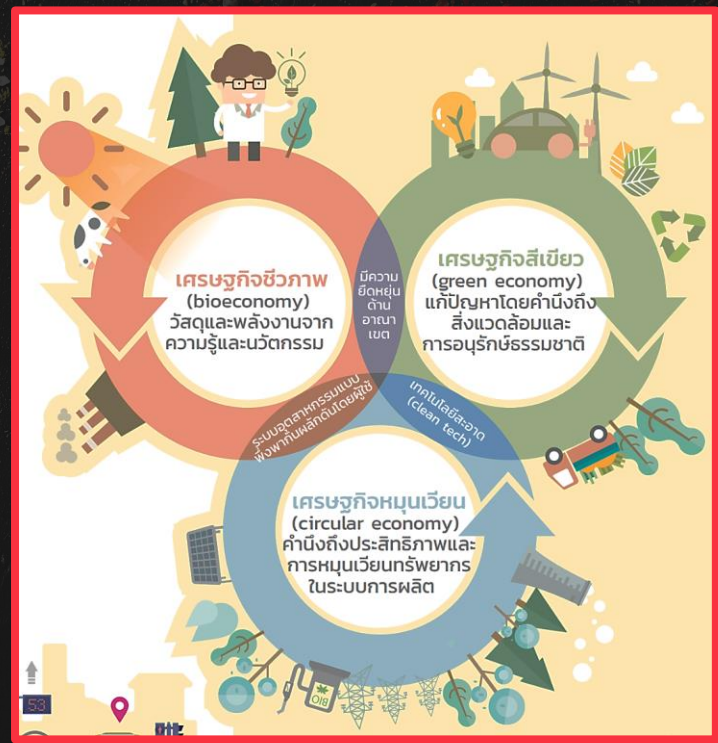 เศรษฐกิจชีวภาพ
(bioeconomy)
วัสดุและพลังงานจาก
ความรู้และนวัตกรรม
มีความ
ยืดหยุ่น
ด้าน
อาณา
เขต
เศรษฐกิจสีเขียว
(green economy)
แก้ปัญหาโดยคำนึงถึง
สิ่งแวดล้อมและ
การอนุรักษ์ธรรมชาติ
ระบบอุตสาหกรรมแบบ
พึ่งพากันผลักดันโดยผู้ใช้
เทคโนโลยีสะอาด
(clean tech)
เศรษฐกิจหมุนเวียน
(circular economy)
คำนึงถึงประสิทธิภาพและ
การหมุนเวียนทรัพยากร
ในระบบการผลิต
BIO
53